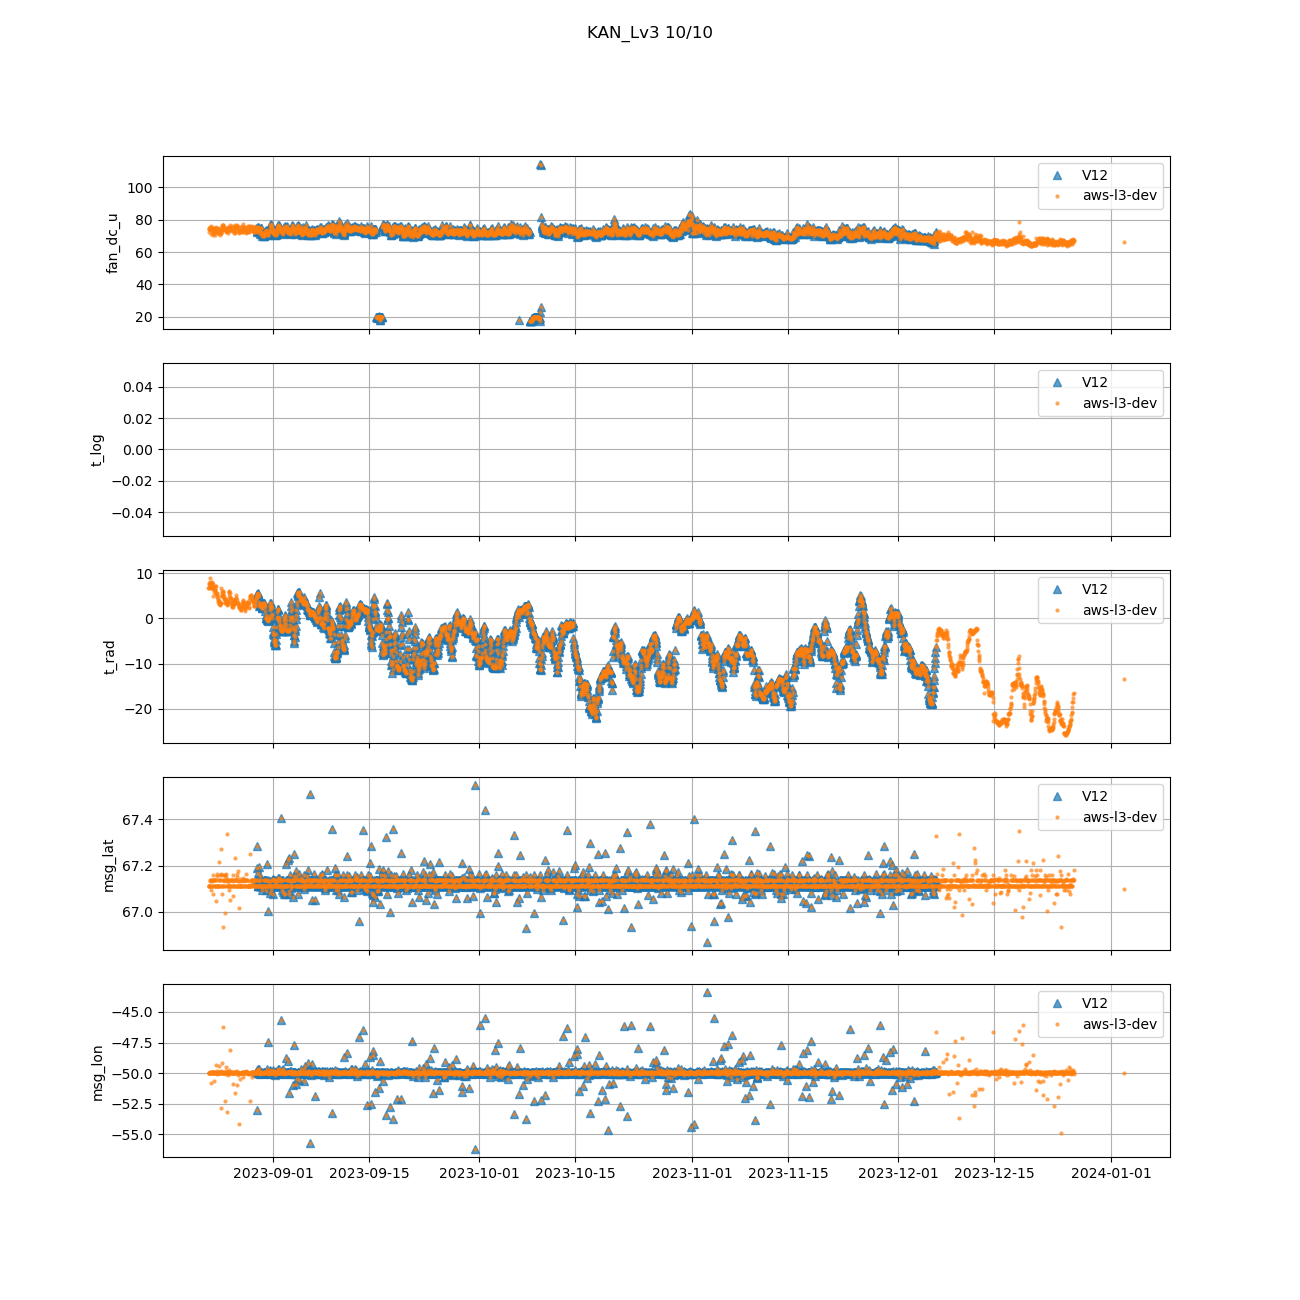 KAN_Lv3 10/10
100
80
60
40
20
fan_dc_u
V12
aws-l3-dev
0.04
0.02
0.00
−0.02
−0.04
t_log
V12
aws-l3-dev
10
0
−10
−20
t_rad
V12
aws-l3-dev
67.4
67.2
67.0
msg_lat
V12
aws-l3-dev
−45.0
−47.5
−50.0
−52.5
−55.0
msg_lon
V12
aws-l3-dev
2023-09-01 2023-09-15 2023-10-01 2023-10-15 2023-11-01 2023-11-15 2023-12-01 2023-12-15 2024-01-01